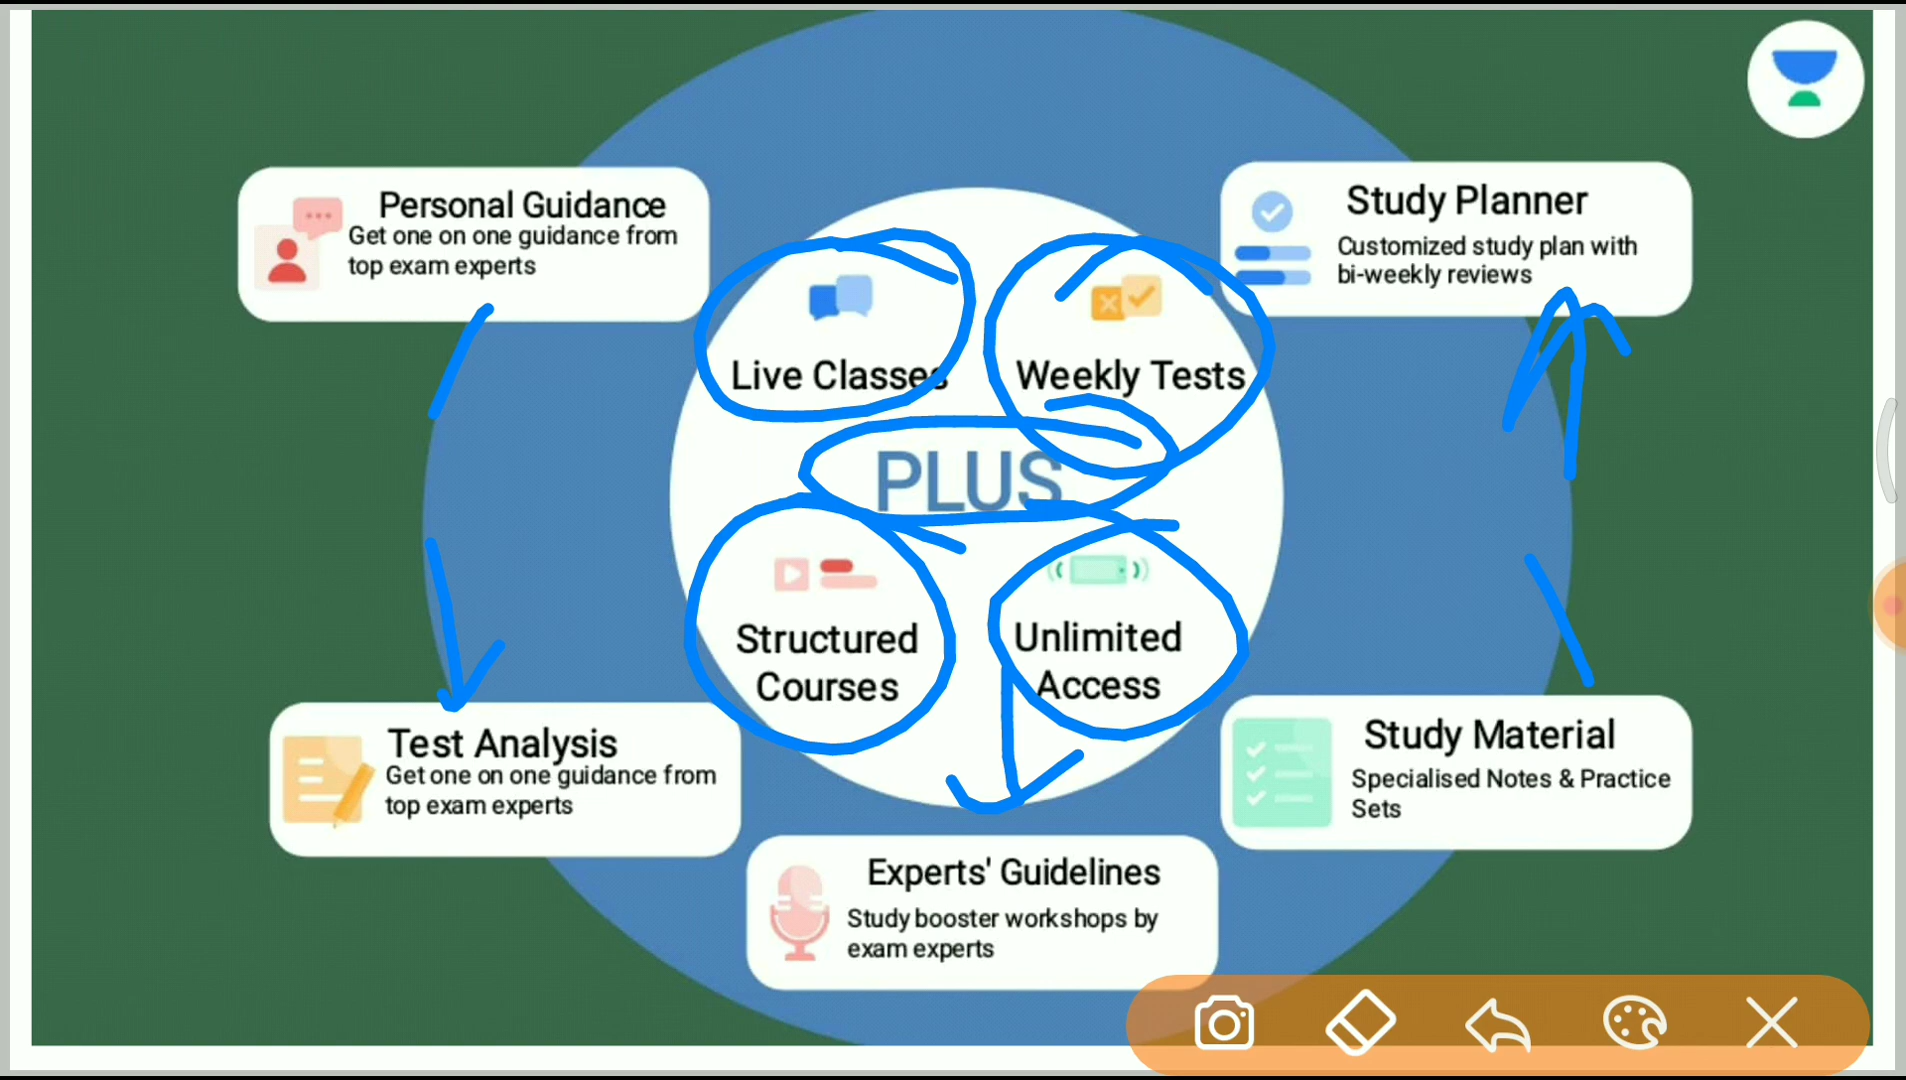 Personal Guidance
Get one on one guidance from
top exam experts
Study Planner
Customized study plan with
bi-weekly reviews
Live Classes
Weekly Tests
PLUS
Structured
Courses
Unlimited
Access
Test Analysis
Get one on one guidance from
top exam experts
Study Material
Specialised Notes & Practice
Sets
Experts' Guidelines
Study booster workshops by
exam experts